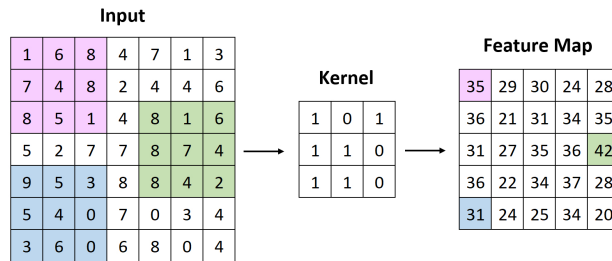 Input
1 6 8 4 7 1 3
7 4 8 2 4 4 6
8 5 1 4 8 1 6
5 2 7 7 8 7 4
9 5 3 8 8 4 2
5 4 0 7 0 3 4
3 6 0 6 8 0 4
Kernel
1 0 1
1 1 0
1 1 0
Feature Map
35 29 30 24 28
36 21 31 34 35
31 27 35 36 42
36 22 34 37 28
31 24 25 34 20